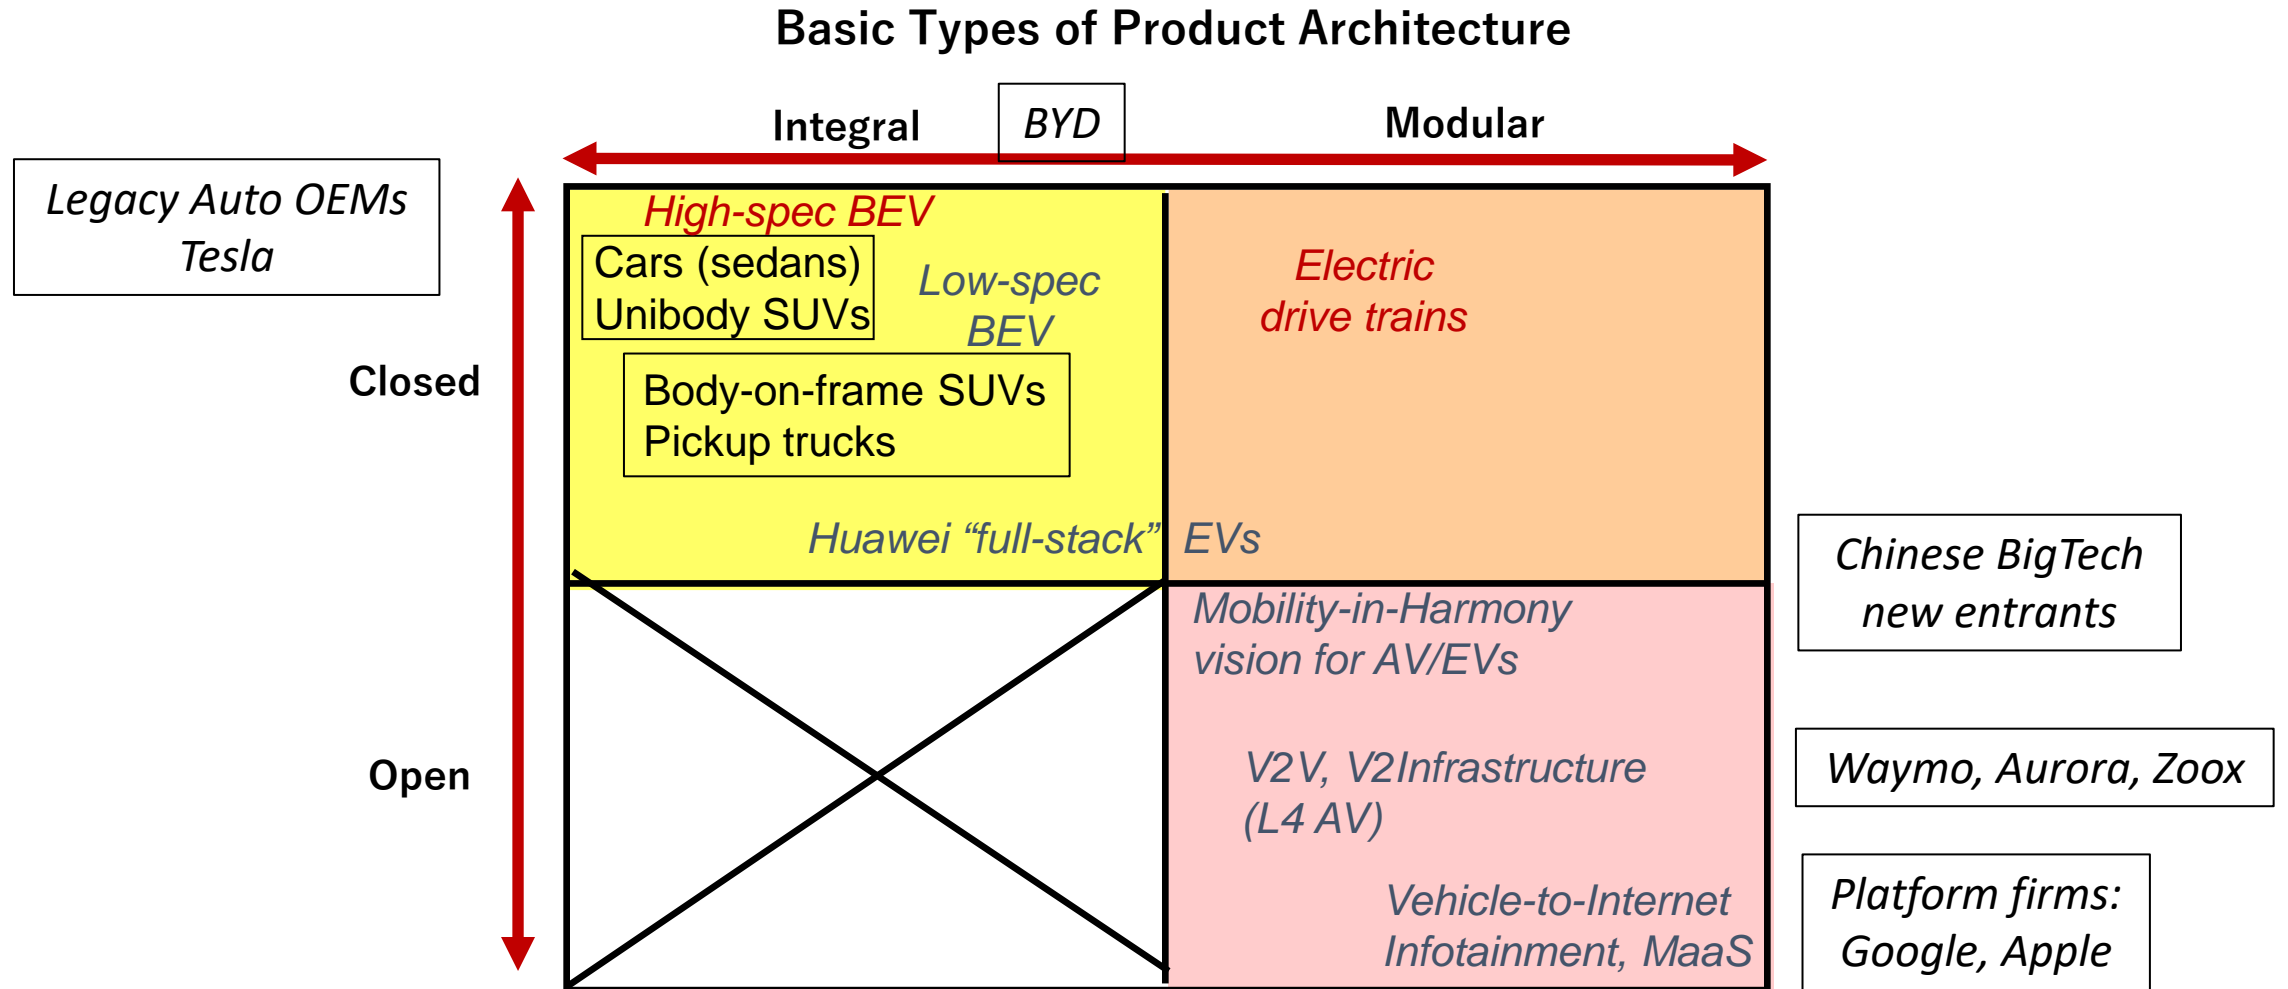 Basic Types of Product Architecture
Integral
BYD
Modular
Legacy Auto OEMs
Tesla
Closed
Open
High-spec BEV
Cars (sedans)
Unibody SUVs
Low-spec
BEV
Body-on-frame SUVs
Pickup trucks
Electric
drive trains
Huawei “full-stack” EVs
Mobility-in-Harmony
vision for AV/EVs
V2V, V2Infrastructure
(L4 AV)
Vehicle-to-Internet
Infotainment, MaaS
Chinese BigTech
new entrants
Waymo, Aurora, Zoox
Platform firms:
Google, Apple